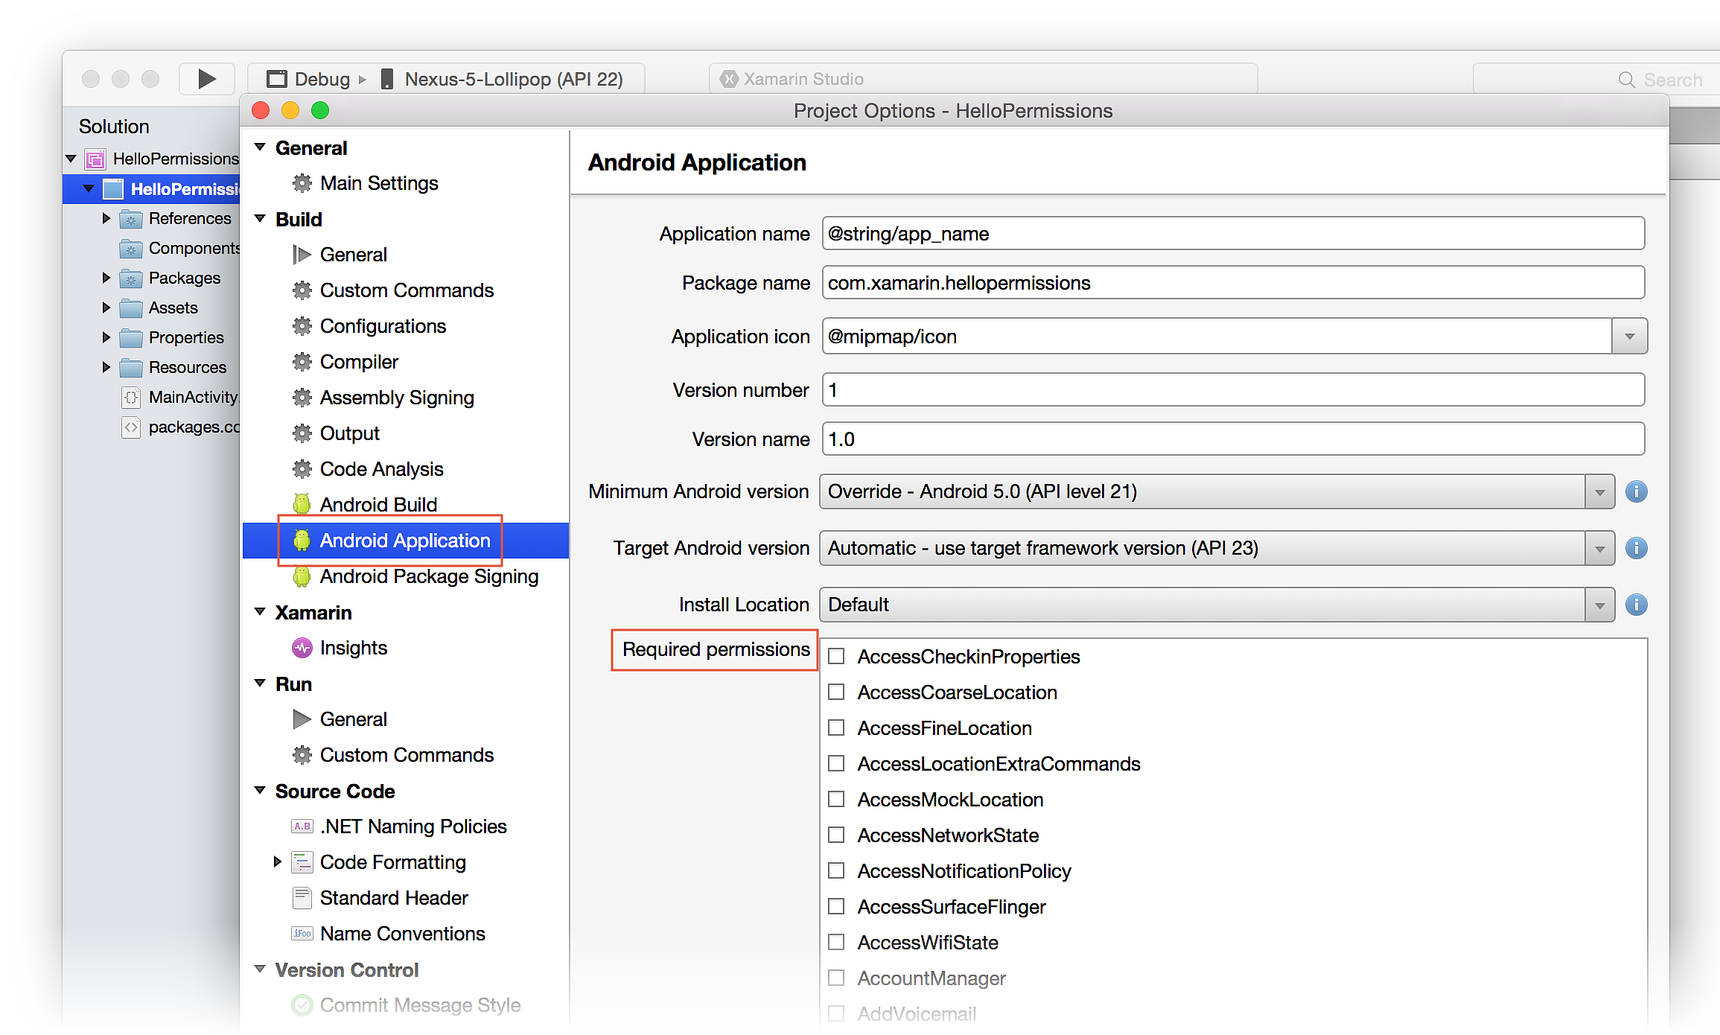 Debug
Nexus-5-Lollipop (API 22)
Xamarin Studio
Search
Project Options - HelloPermissions
Solution
HelloPermissions
HelloPermissi
References
Components
Packages
Assets
Properties
Resources
MainActivity.
packages.co
General
Main Settings
Build
General
Custom Commands
Configurations
Compiler
Assembly Signing
Output
Code Analysis
Android Build
Android Application
Android Package Signing
Xamarin
Insights
Run
General
Custom Commands
Source Code
A.B .NET Naming Policies
Code Formatting
Standard Header
iFoo Name Conventions
Version Control
Commit Message Style
Android Application
Application name @string/app_name
Package name com.xamarin.hellopermissions
Application icon @mipmap/icon
Version number 1
Version name 1.0
Minimum Android version Override - Android 5.0 (API level 21)
Target Android version Automatic - use target framework version (API 23)
Install Location Default
Required permissions
AccessCheckinProperties
AccessCoarseLocation
AccessFineLocation
AccessLocationExtraCommands
AccessMockLocation
AccessNetworkState
AccessNotificationPolicy
AccessSurfaceFlinger
AccessWifiState
AccountManager
AddVoicemail